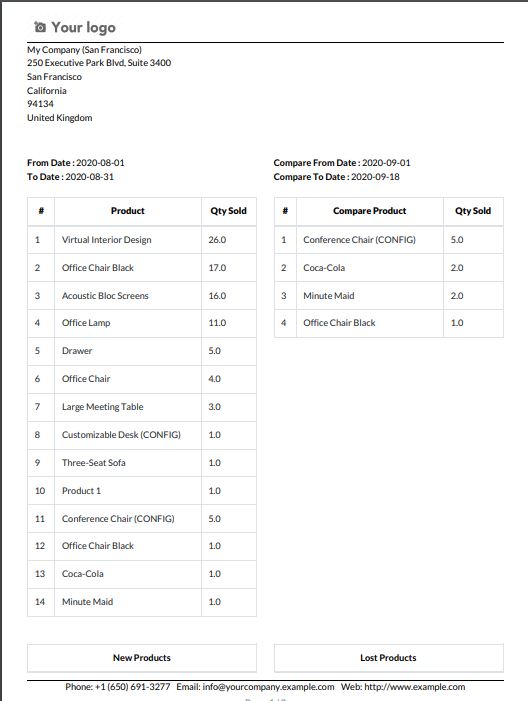 Your logo
My Company (San Francisco)
250 Executive Park Blvd, Suite 3400
San Francisco
California
94134
United Kingdom
From Date : 2020-08-01 Compare From Date : 2020-09-01
To Date : 2020-08-31 Compare To Date : 2020-09-18
# Product Qty Sold # Compare Product Qty Sold
1 Virtual Interior Design 26.0 1 Conference Chair (CONFIG) 5.0
2 Office Chair Black 17.0 2 Coca-Cola 2.0
3 Acoustic Bloc Screens 16.0 3 Minute Maid 2.0
4 Office Lamp 11.0 4 Office Chair Black 1.0
5 Drawer 5.0
6 Office Chair 4.0
7 Large Meeting Table 3.0
8 Customizable Desk (CONFIG) 1.0
9 Three-Seat Sofa 1.0
10 Product 1 1.0
11 Conference Chair (CONFIG) 5.0
12 Office Chair Black 1.0
13 Coca-Cola 1.0
14 Minute Maid 1.0
New Products Lost Products
Phone: +1 (650) 691-3277 Email: info@yourcompany.example.com Web: http://www.example.com